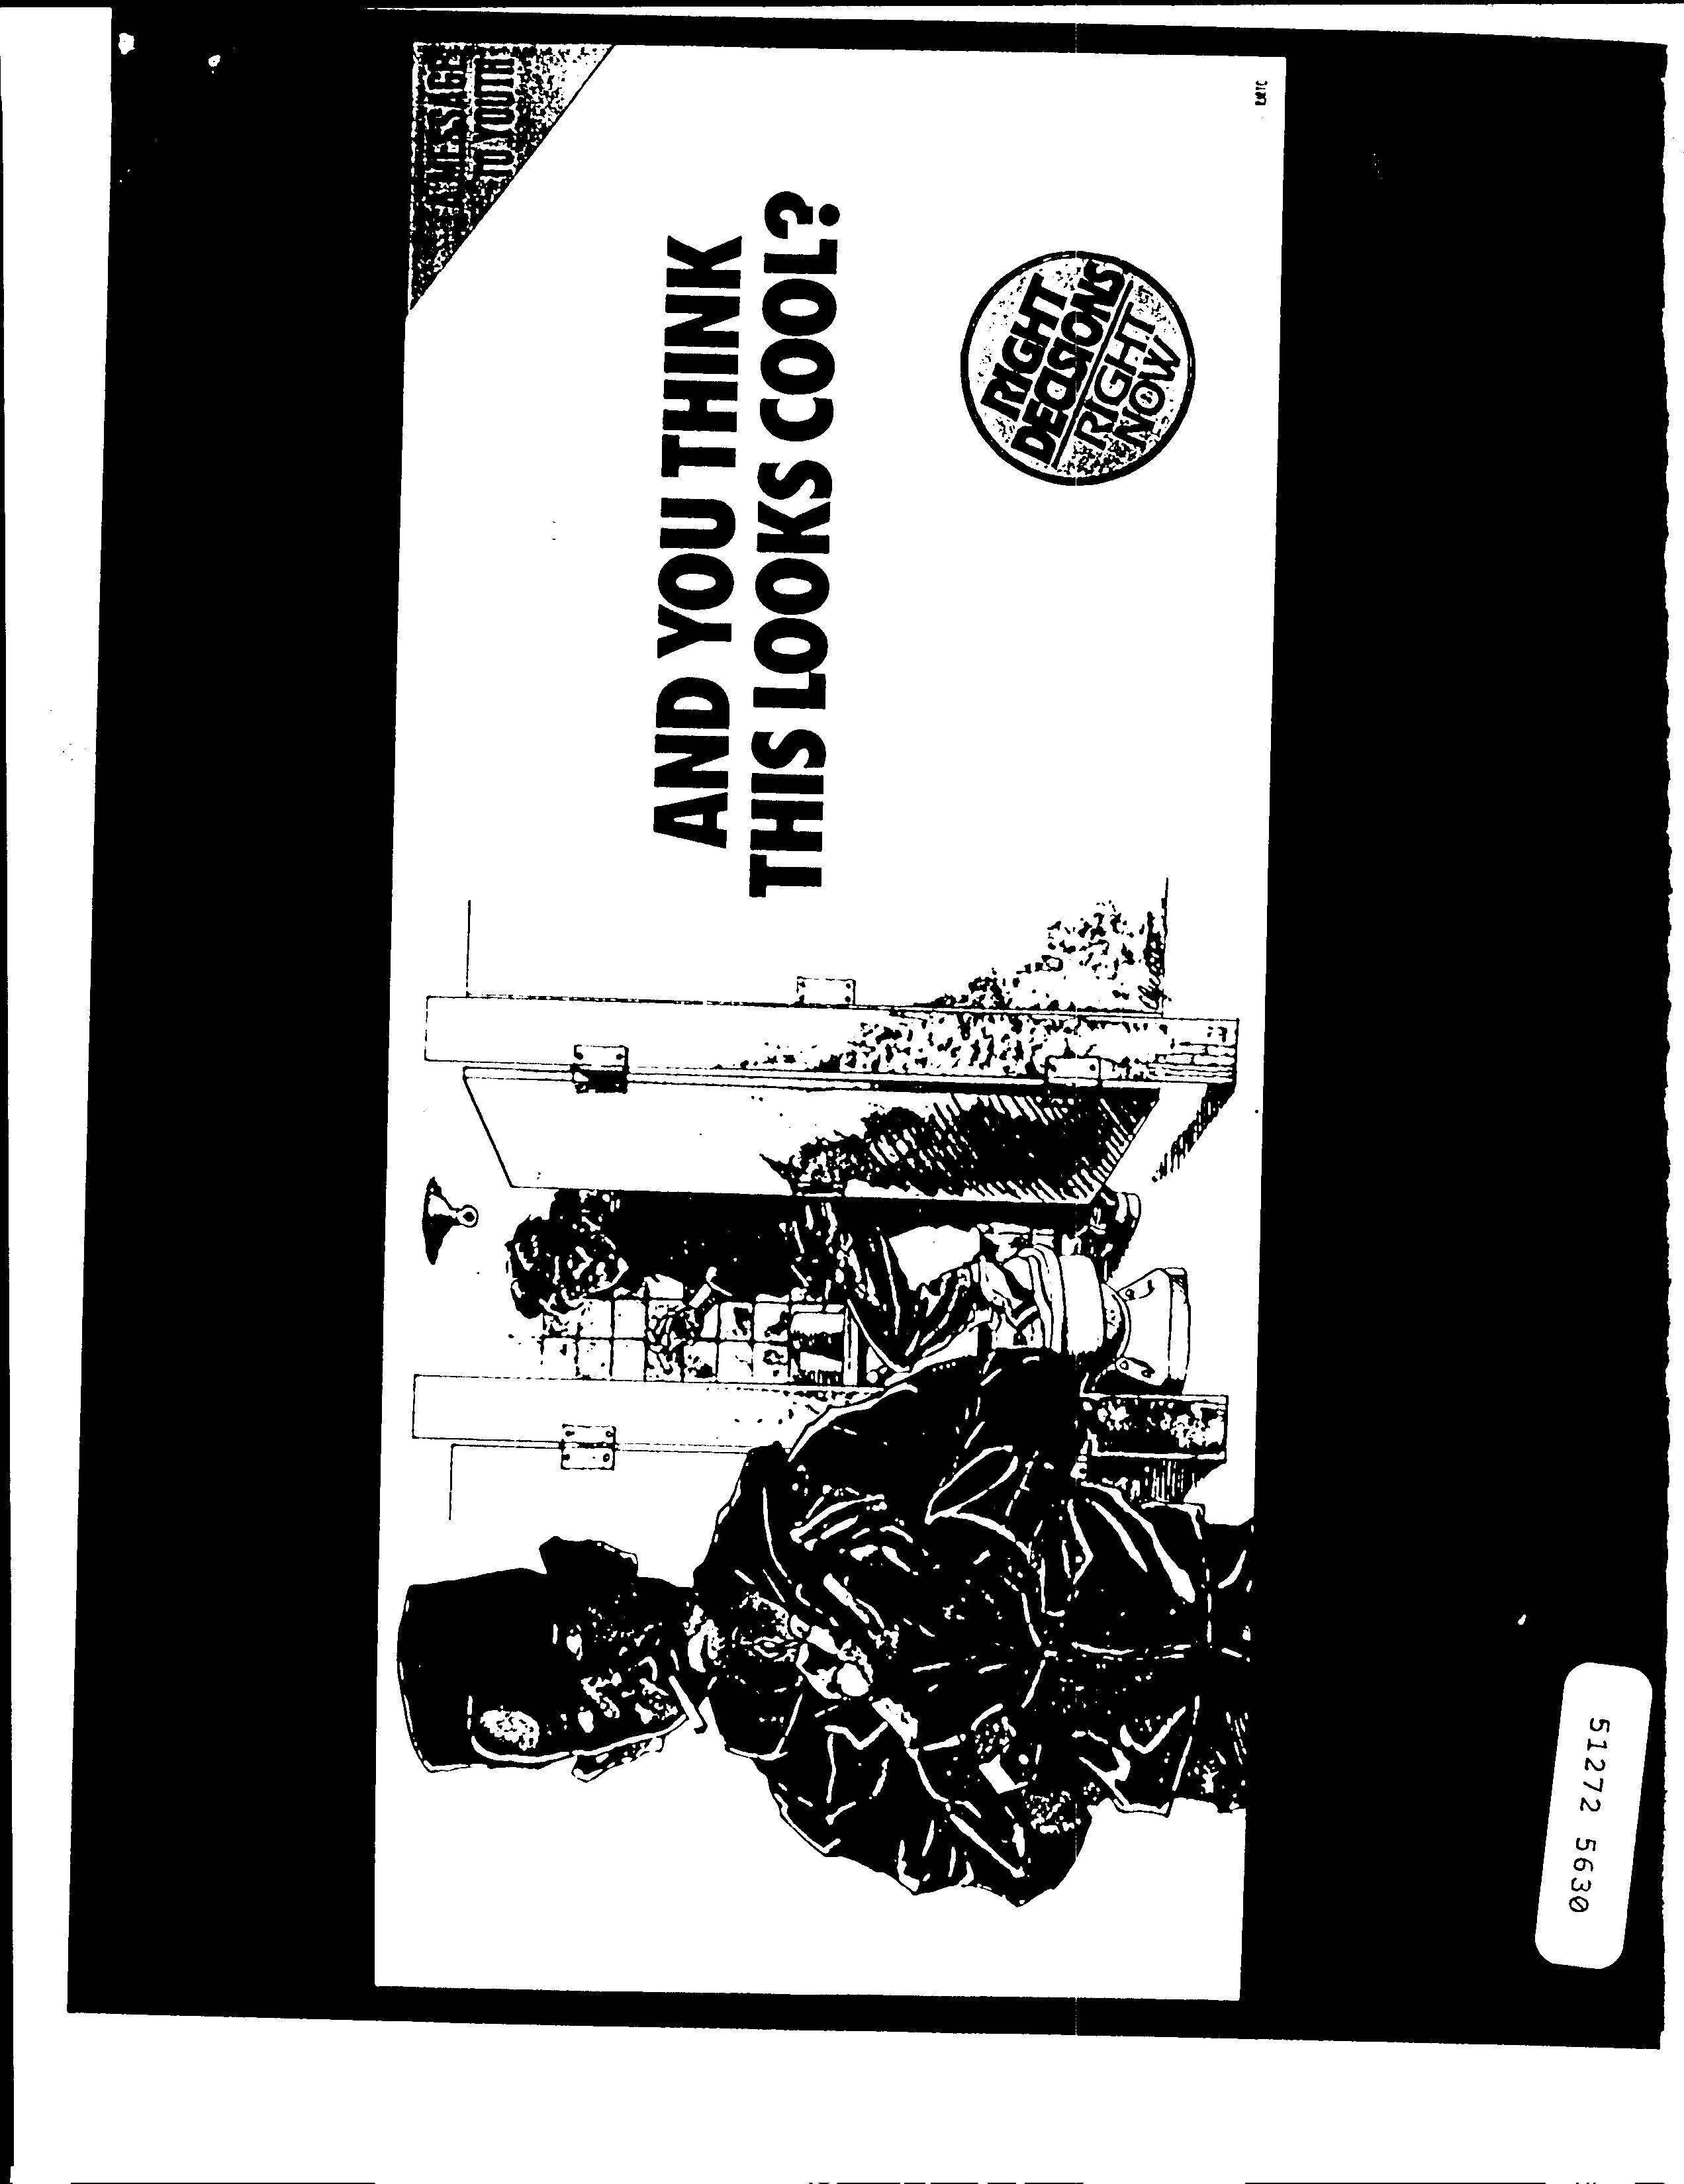 A MESSAGE
TO YOUTH
AND YOU THINK
THIS LOOKS COOL?
RIGHT
DECISIONS
RIGHT
NOW
RJRTC
51272 5630